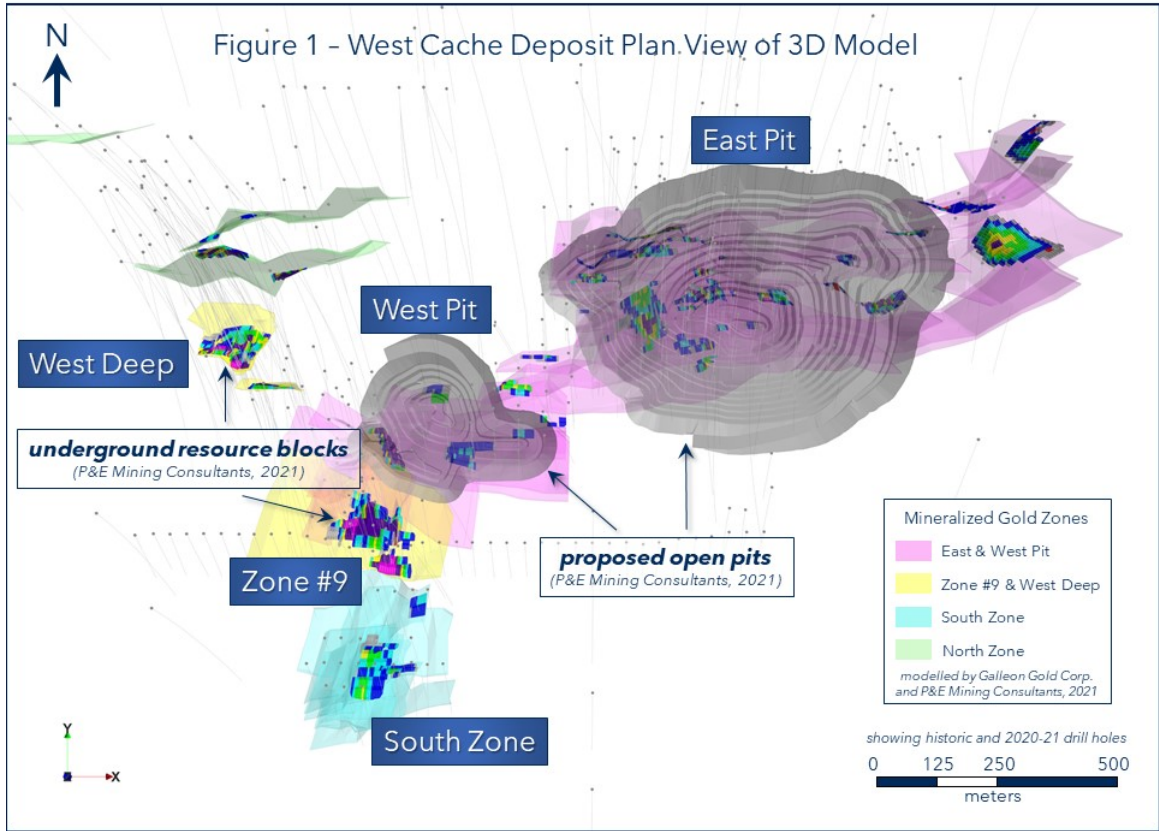 N
Figure 1 – West Cache Deposit Plan View of 3D Model
East Pit
West Pit
West Deep
underground resource blocks
(P&E Mining Consultants, 2021)
proposed open pits
(P&E Mining Consultants, 2021)
Zone #9
South Zone
Mineralized Gold Zones
East & West Pit
Zone #9 & West Deep
South Zone
North Zone
modelled by Galleon Gold Corp.
and P&E Mining Consultants, 2021
showing historic and 2020-21 drill holes
0 125 250 500
meters
Y
X